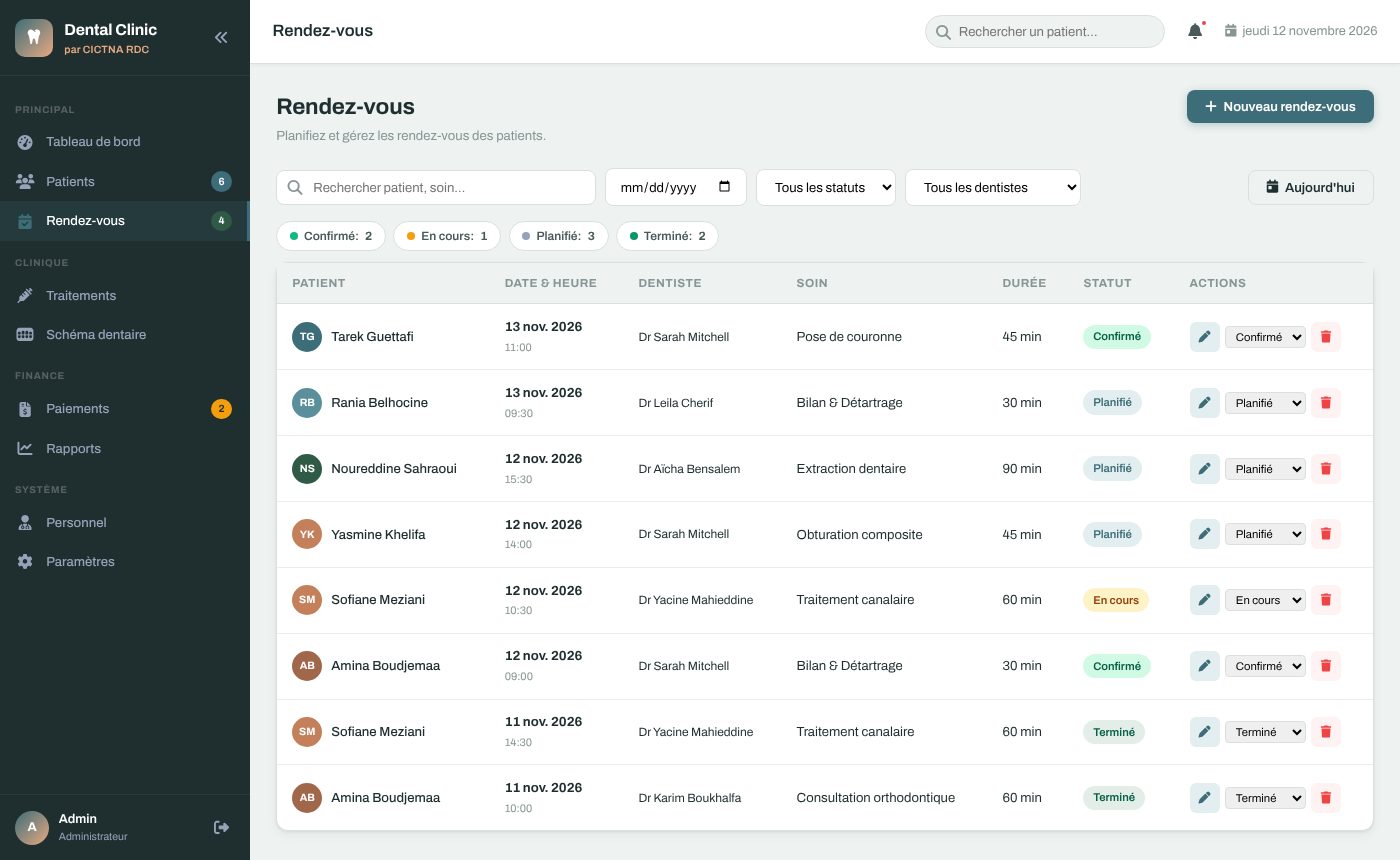 Dental Clinic
par CICTNA RDC
PRINCIPAL
Tableau de bord
Patients 6
Rendez-vous 4
CLINIQUE
Traitements
Schéma dentaire
FINANCE
Paiements 2
Rapports
SYSTÈME
Personnel
Paramètres
A Admin
Administrateur
Rendez-vous
Rechercher un patient...
jeudi 12 novembre 2026
Rendez-vous
Planifiez et gérez les rendez-vous des patients.
Nouveau rendez-vous
Rechercher patient, soin... mm/dd/yyyy Tous les statuts Tous les dentistes Aujourd'hui
Confirmé: 2 En cours: 1 Planifié: 3 Terminé: 2
PATIENT DATE & HEURE DENTISTE SOIN DURÉE STATUT ACTIONS
TG Tarek Guettafi 13 nov. 2026 11:00 Dr Sarah Mitchell Pose de couronne 45 min Confirmé Confirmé
RB Rania Belhocine 13 nov. 2026 09:30 Dr Leila Cherif Bilan & Détartrage 30 min Planifié Planifié
NS Noureddine Sahraoui 12 nov. 2026 15:30 Dr Aïcha Bensalem Extraction dentaire 90 min Planifié Planifié
YK Yasmine Khelifa 12 nov. 2026 14:00 Dr Sarah Mitchell Obturation composite 45 min Planifié Planifié
SM Sofiane Meziani 12 nov. 2026 10:30 Dr Yacine Mahieddine Traitement canalaire 60 min En cours En cours
AB Amina Boudjemaa 12 nov. 2026 09:00 Dr Sarah Mitchell Bilan & Détartrage 30 min Confirmé Confirmé
SM Sofiane Meziani 11 nov. 2026 14:30 Dr Yacine Mahieddine Traitement canalaire 60 min Terminé Terminé
AB Amina Boudjemaa 11 nov. 2026 10:00 Dr Karim Boukhalfa Consultation orthodontique 60 min Terminé Terminé